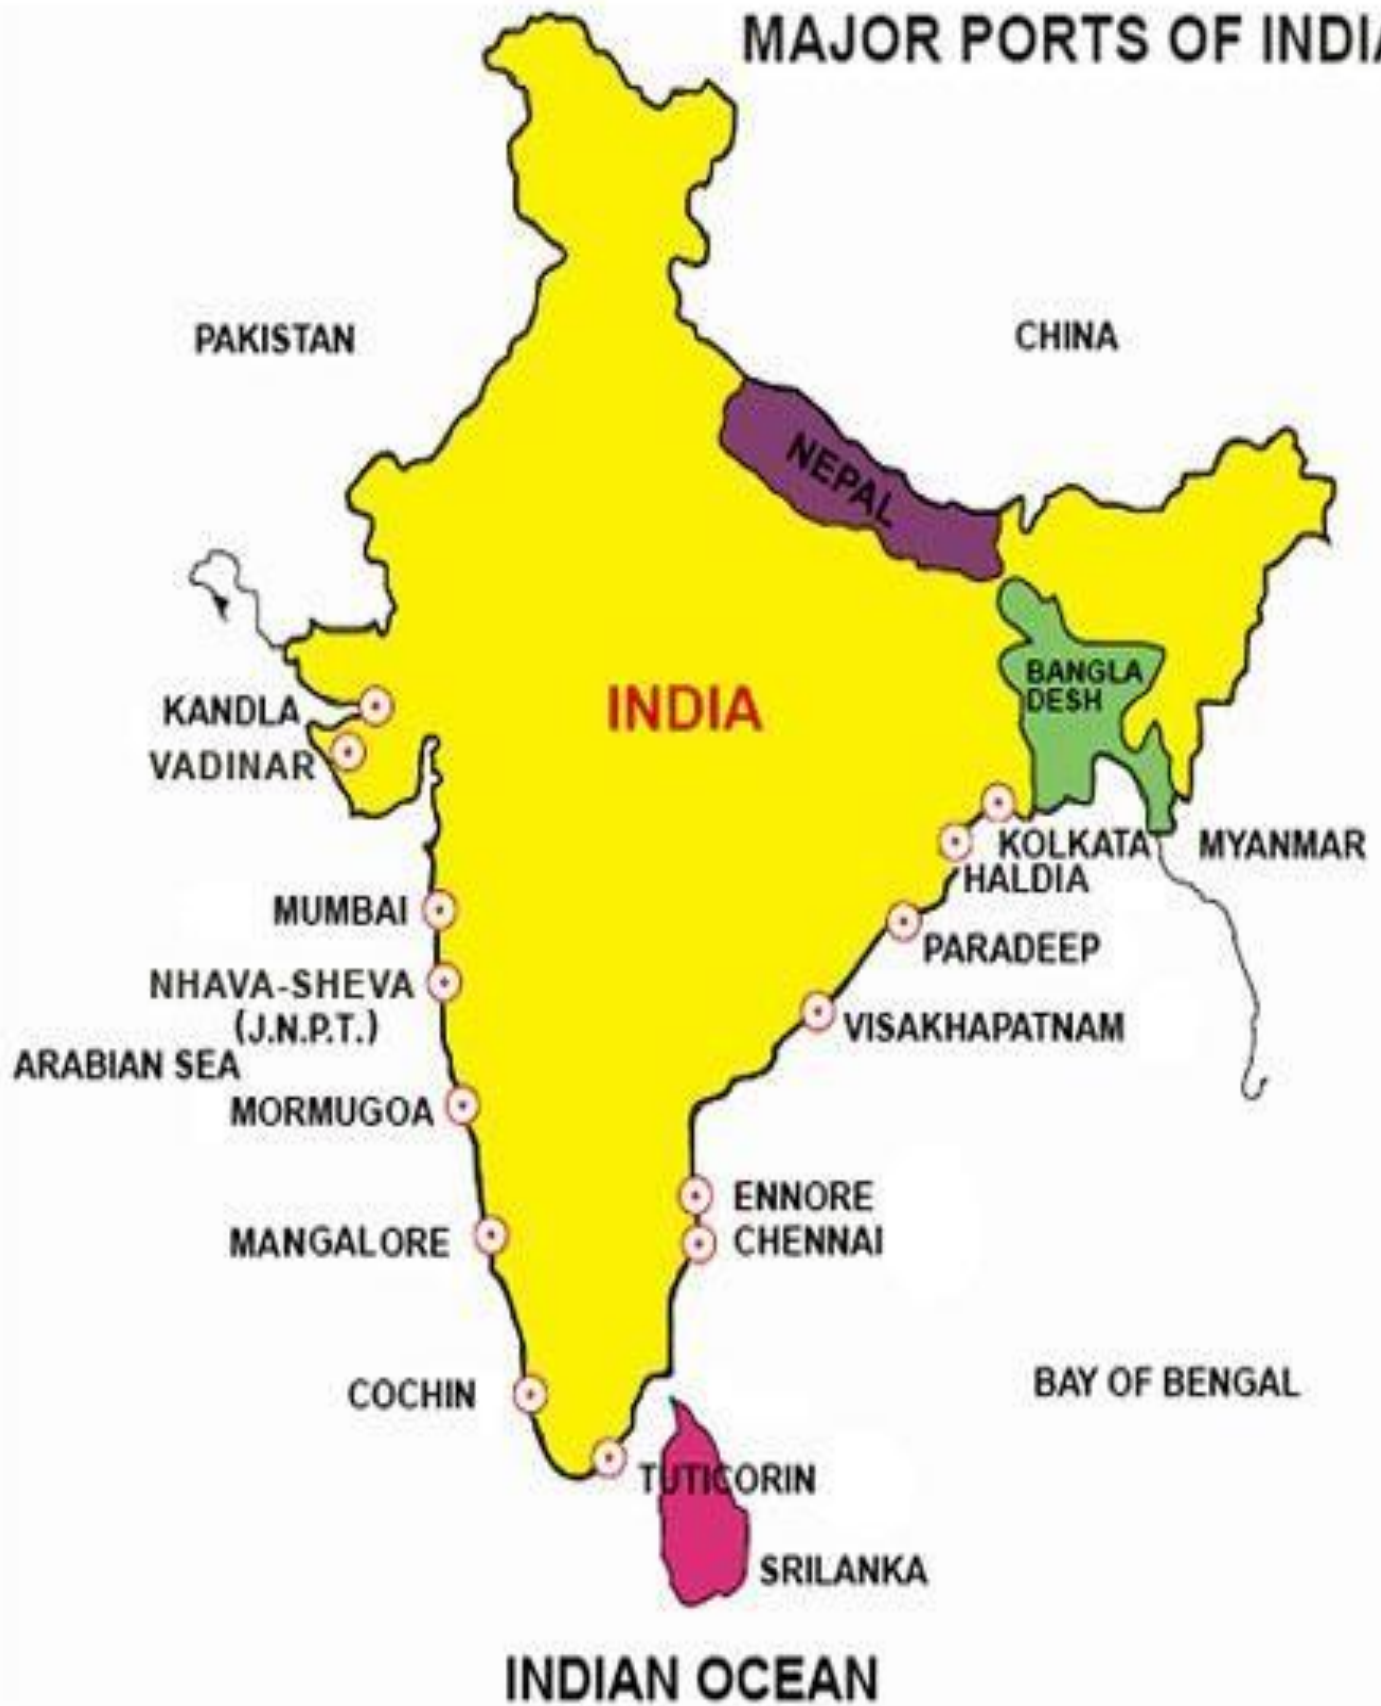 MAJOR PORTS OF INDIA
PAKISTAN
CHINA
NEPAL
BANGLA
DESH
KANDLA
INDIA
VADINAR
KOLKATA
MYANMAR
HALDIA
MUMBAI
PARADEEP
NHAVA-SHEVA
(J.N.P.T.)
VISAKHAPATNAM
ARABIAN SEA
MORMUGOA
ENNORE
MANGALORE
CHENNAI
COCHIN
BAY OF BENGAL
TUTICORIN
SRILANKA
INDIAN OCEAN